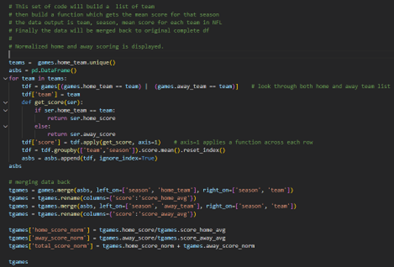 # This set of code will build a list of team
# then build a function which gets the mean score for that season
# the data output is team, season, mean score for each team in NFL
# Finally the data will be merged back to original complete df
#
# Normalized home and away scoring is displayed.
teams = games.home_team.unique()
asbs = pd.DataFrame()
for team in teams:
    tdf = games[(games.home_team == team) | (games.away_team == team)] # look through both home and away team list
    tdf['team'] = team
    def get_score(ser):
        if ser.home_team == team:
            return ser.home_score
        else:
            return ser.away_score
    tdf['score'] = tdf.apply(get_score, axis=1) # axis=1 applies a function across each row
    tdf = tdf.groupby(['team','season']).score.mean().reset_index()
    asbs = asbs.append(tdf, ignore_index=True)
asbs
# merging data back
tgames = games.merge(asbs, left_on=['season', 'home_team'], right_on=['season', 'team'])
tgames = tgames.rename(columns={'score':'score_home_avg'})
tgames = tgames.merge(asbs, left_on=['season', 'away_team'], right_on=['season', 'team'])
tgames = tgames.rename(columns={'score':'score_away_avg'})
tgames['home_score_norm'] = tgames.home_score/tgames.score_home_avg
tgames['away_score_norm'] = tgames.away_score/tgames.score_away_avg
tgames['total_score_norm'] = tgames.home_score_norm + tgames.away_score_norm
tgames